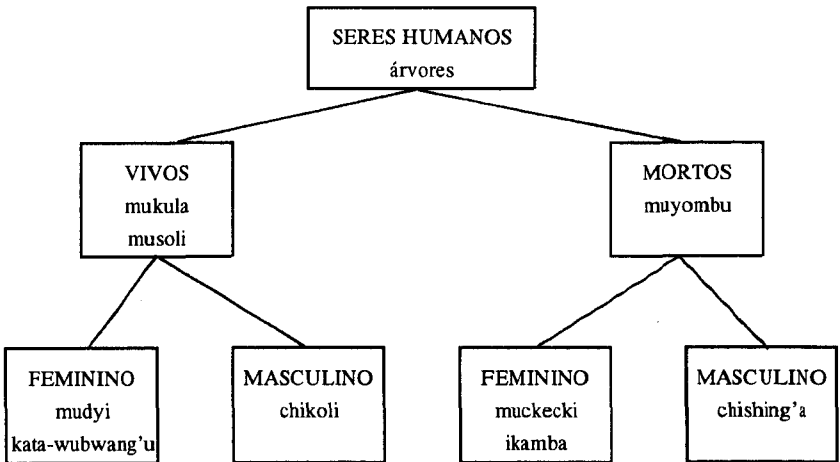 SERES HUMANOS
árvores
VIVOS
mukula
musoli
MORTOS
muyombu
FEMININO
mudyi
kata-wubwang'u
MASCULINO
chikoli
FEMININO
muckecki
ikamba
MASCULINO
chishing'a